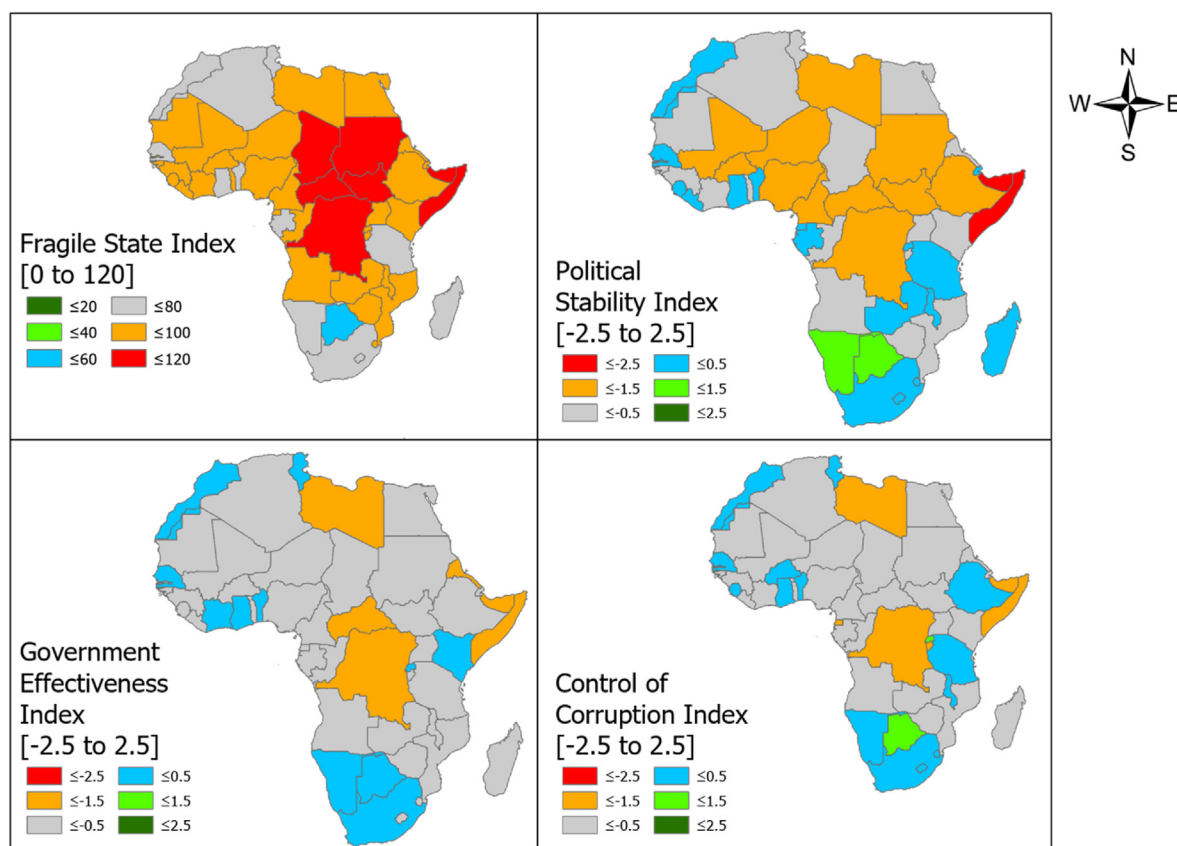 Fragile State Index
[0 to 120]
≤20 ≤80
≤40 ≤100
≤60 ≤120
Political
Stability Index
[-2.5 to 2.5]
≤-2.5 ≤0.5
≤-1.5 ≤1.5
≤-0.5 ≤2.5
N
W E
S
Government
Effectiveness
Index
[-2.5 to 2.5]
≤-2.5 ≤0.5
≤-1.5 ≤1.5
≤-0.5 ≤2.5
Control of
Corruption Index
[-2.5 to 2.5]
≤-2.5 ≤0.5
≤-1.5 ≤1.5
≤-0.5 ≤2.5